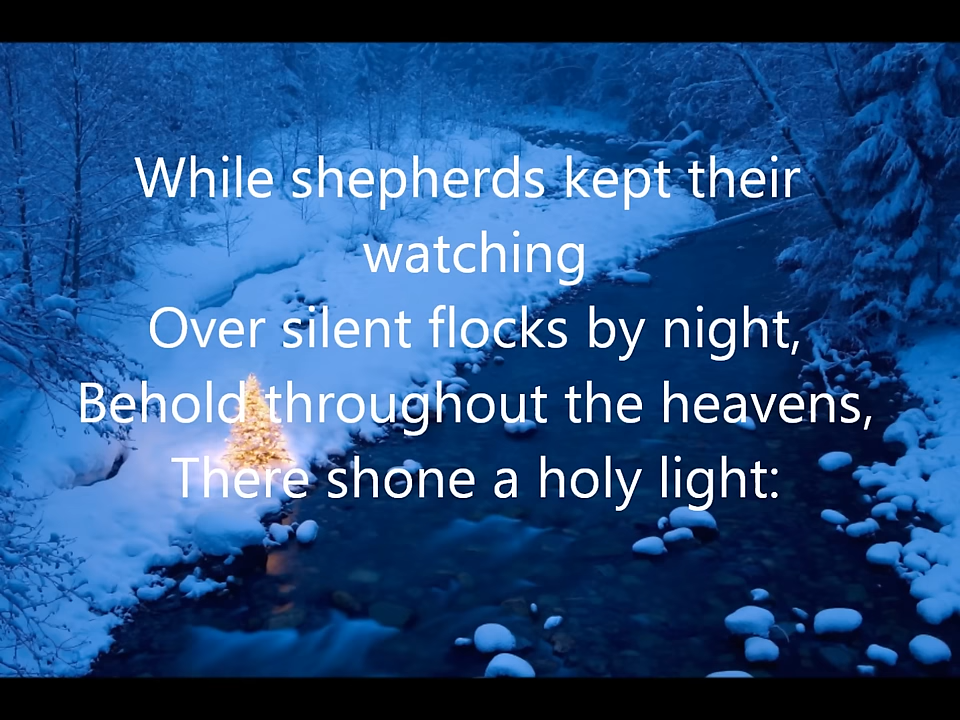 While shepherds kept their
watching
Over silent flocks by night,
Behold throughout the heavens,
There shone a holy light: